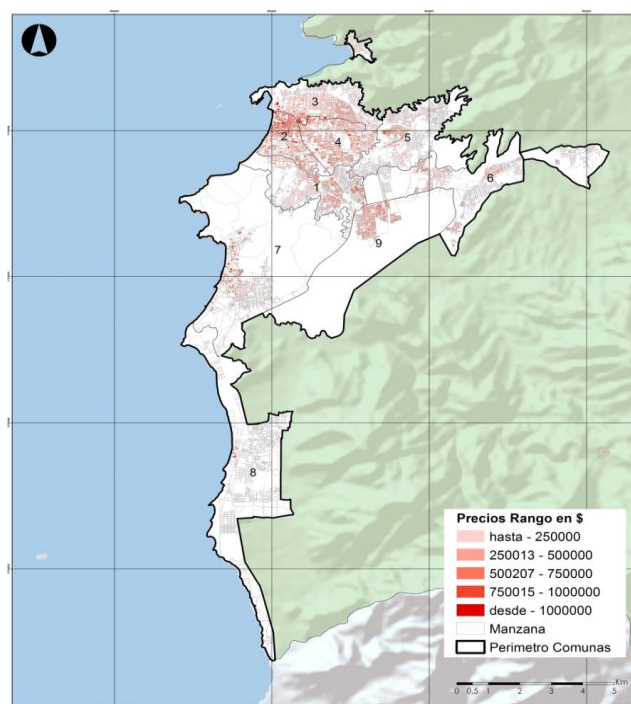 3
2
4
5
1
6
7
9
8
Precios Rango en $
hasta - 250000
250013 - 500000
500207 - 750000
750015 - 1000000
desde - 1000000
Manzana
Perimetro Comunas
Km
0 0,5 1 2 3 4 5